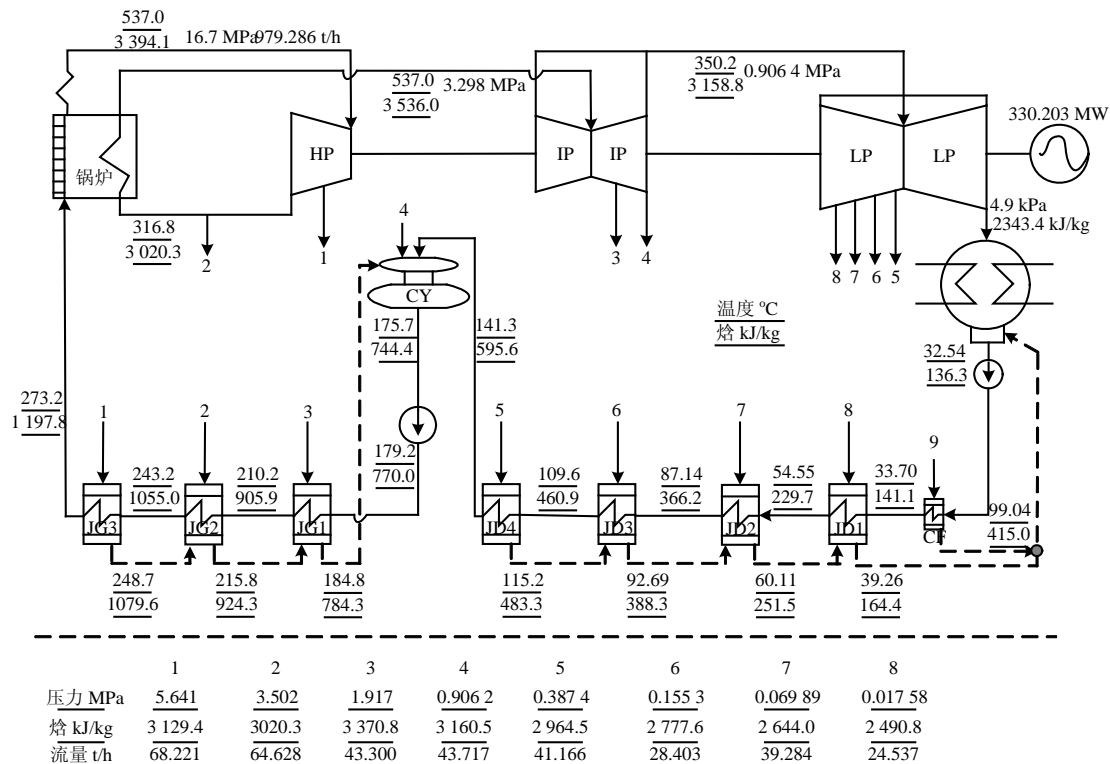 537.0
3 394.1
16.7 MPa 979.286 t/h
537.0
3 536.0
3.298 MPa
350.2
3 158.8
0.906 4 MPa
330.203 MW
锅炉
HP
IP
IP
LP
LP
4.9 kPa
2343.4 kJ/kg
316.8
3 020.3
2
1
4
3
4
8
7
6
5
CY
温度 °C
焓 kJ/kg
175.7
744.4
141.3
595.6
32.54
136.3
273.2
1 197.8
1
2
3
179.2
770.0
5
6
7
8
9
243.2
1055.0
210.2
905.9
109.6
460.9
87.14
366.2
54.55
229.7
33.70
141.1
99.04
415.0
JG3
JG2
JG1
JD4
JD3
JD2
JD1
CF
248.7
1079.6
215.8
924.3
184.8
784.3
115.2
483.3
92.69
388.3
60.11
251.5
39.26
164.4
1 2 3 4 5 6 7 8
压力 MPa 5.641 3.502 1.917 0.906 2 0.387 4 0.155 3 0.069 89 0.017 58
焓 kJ/kg 3 129.4 3020.3 3 370.8 3 160.5 2 964.5 2 777.6 2 644.0 2 490.8
流量 t/h 68.221 64.628 43.300 43.717 41.166 28.403 39.284 24.537